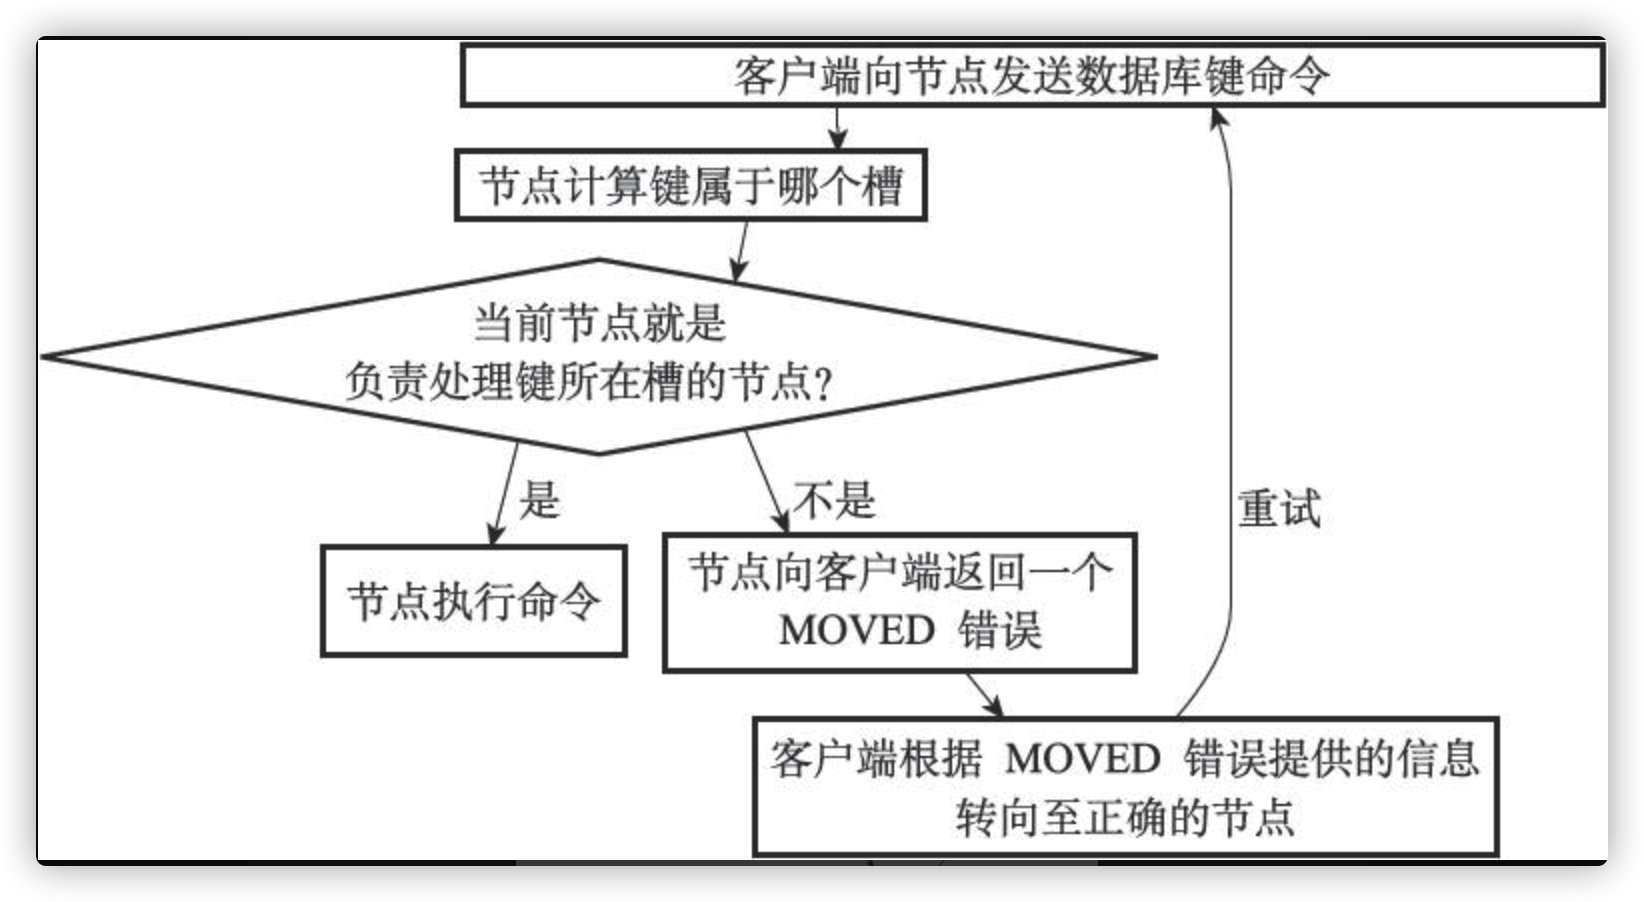 客户端向节点发送数据库键命令
节点计算键属于哪个槽
当前节点就是
负责处理键所在槽的节点?
是
不是
重试
节点执行命令
节点向客户端返回一个
MOVED 错误
客户端根据 MOVED 错误提供的信息
转向至正确的节点